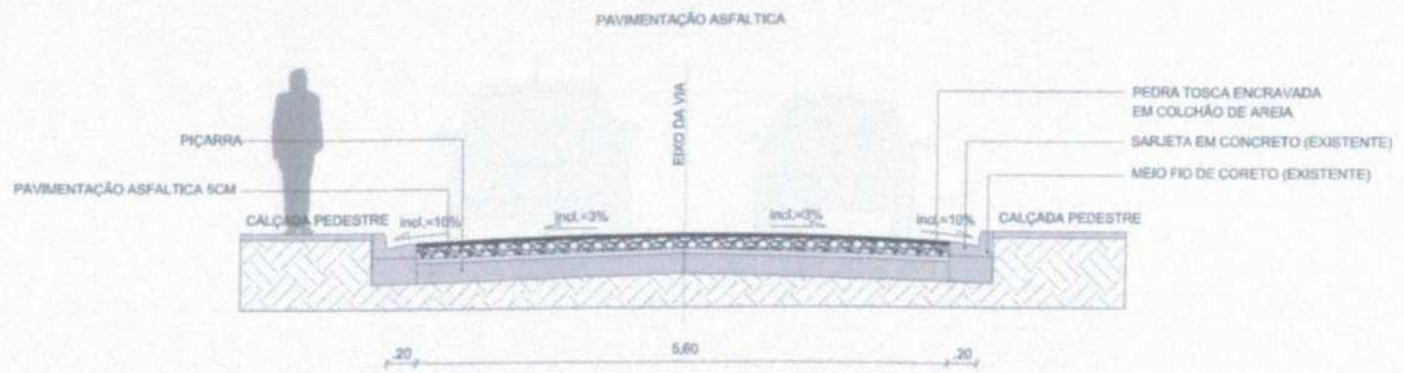 PAVIMENTAÇÃO ASFALTICA
EIXO DA VIA
PIÇARRA
PAVIMENTAÇÃO ASFALTICA 5CM
CALÇADA PEDESTRE
incl.=10%
incl.=3%
incl.=3%
incl.=10%
CALÇADA PEDESTRE
PEDRA TOSCA ENCRAVADA
EM COLCHÃO DE AREIA
SARJETA EM CONCRETO (EXISTENTE)
MEIO FIO DE CORETO (EXISTENTE)
.20
5,60
.20